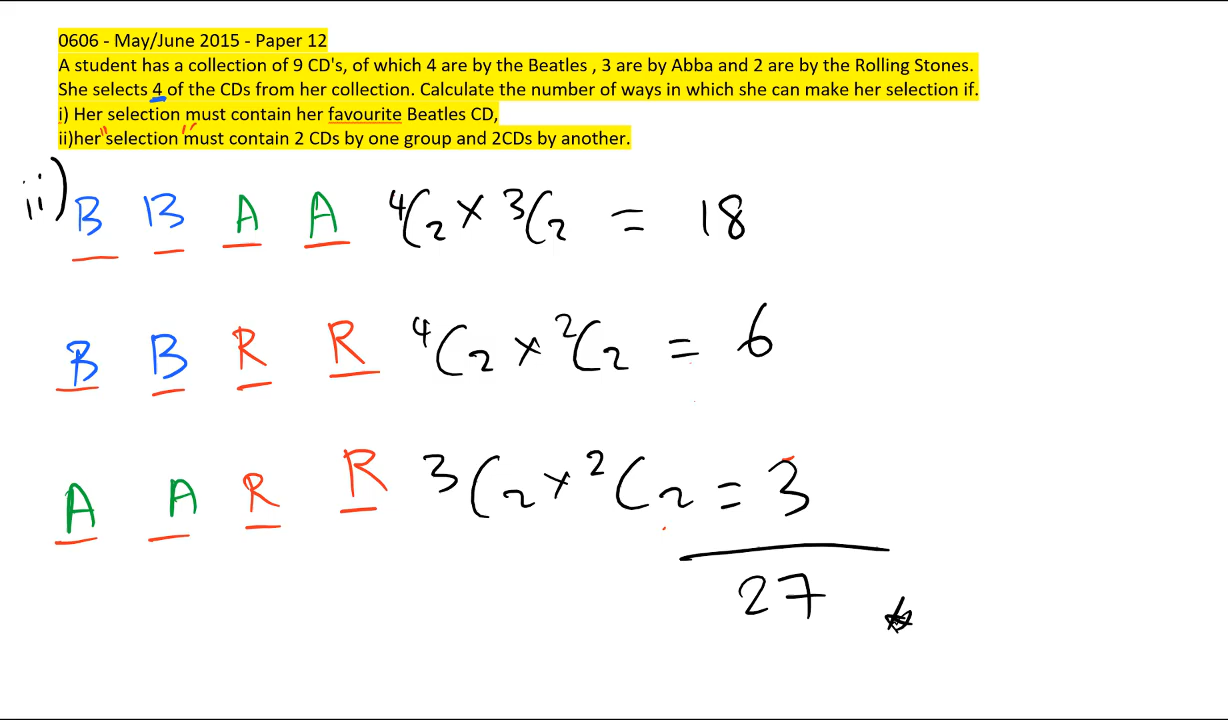 0606 - May/June 2015 - Paper 12
A student has a collection of 9 CD's, of which 4 are by the Beatles , 3 are by Abba and 2 are by the Rolling Stones.
She selects 4 of the CDs from her collection. Calculate the number of ways in which she can make her selection if.
i) Her selection must contain her favourite Beatles CD,
ii)her selection must contain 2 CDs by one group and 2CDs by another.
ii) B B A A ⁴C₂ × ³C₂ = 18
B B R R ⁴C₂ × ²C₂ = 6
A A R R ³C₂ × ²C₂ = 3
27